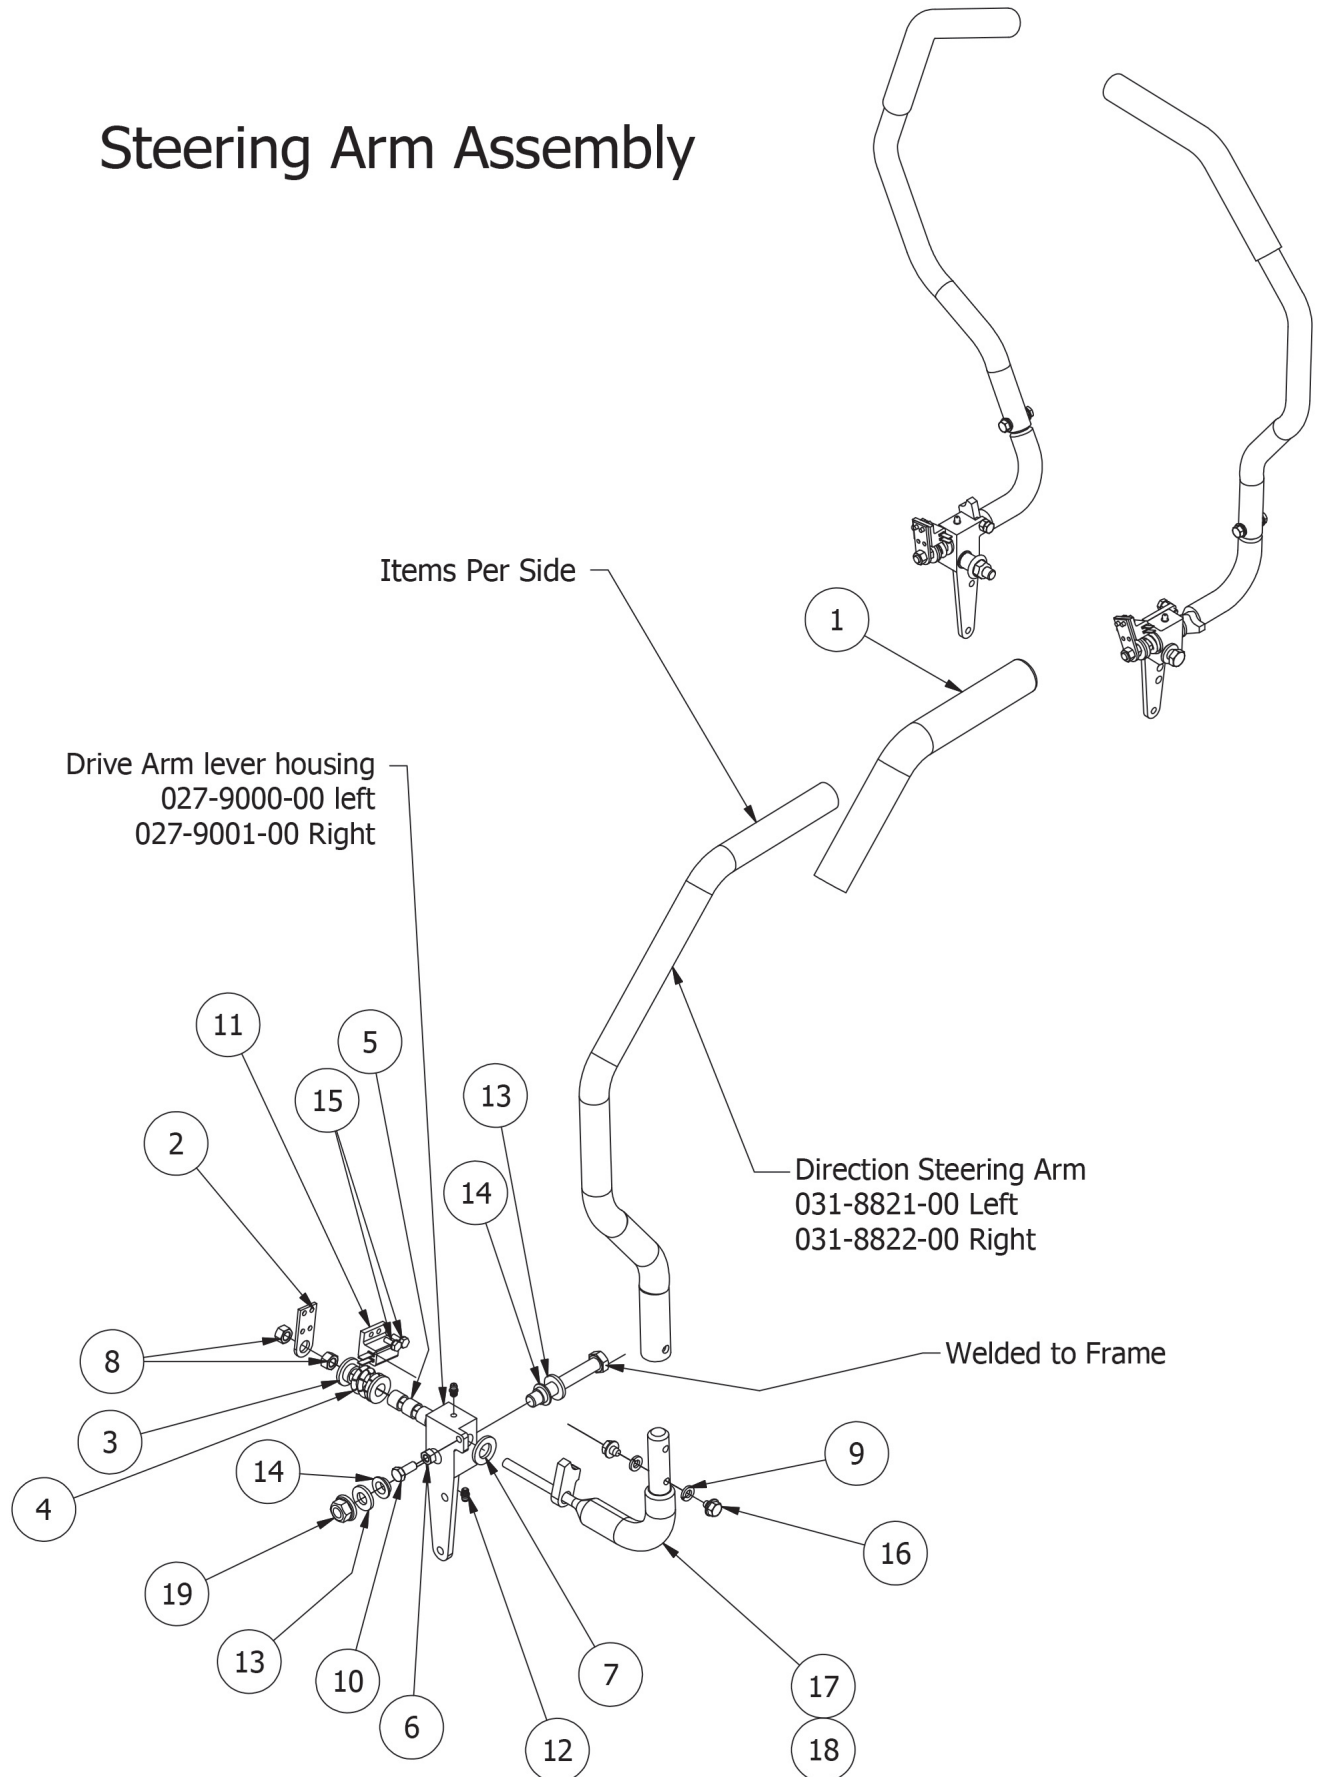 Steering Arm Assembly
Items Per Side
1
Drive Arm lever housing
027-9000-00 left
027-9001-00 Right
11
5
15
13
2
14
Direction Steering Arm
031-8821-00 Left
031-8822-00 Right
8
Welded to Frame
3
14
9
4
16
19
13
10
7
17
6
12
18